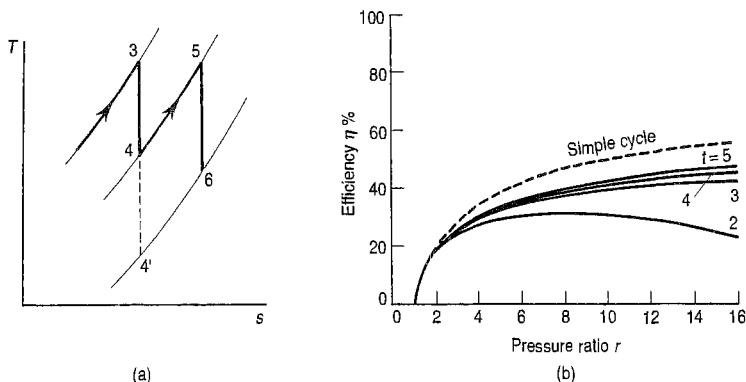 T
3
5
4
6
4'
s
(a)
Efficiency η %
100
80
60
40
20
0
Simple cycle
t = 5
4
3
2
0
2
4
6
8
10
12
14
16
Pressure ratio r
(b)